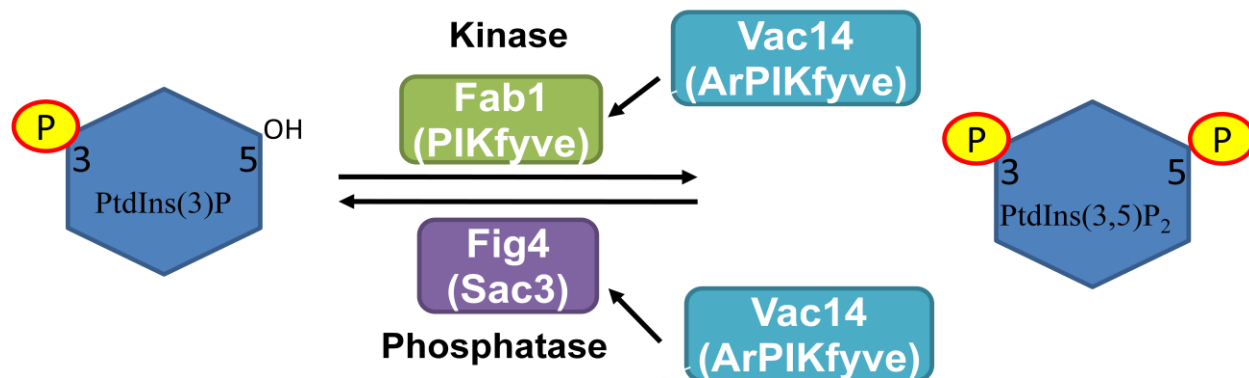 Kinase
Vac14
(ArPIKfyve)
Fab1
(PIKfyve)
P
OH
3
5
PtdIns(3)P
P
P
3
5
PtdIns(3,5)P₂
Fig4
(Sac3)
Phosphatase
Vac14
(ArPIKfyve)